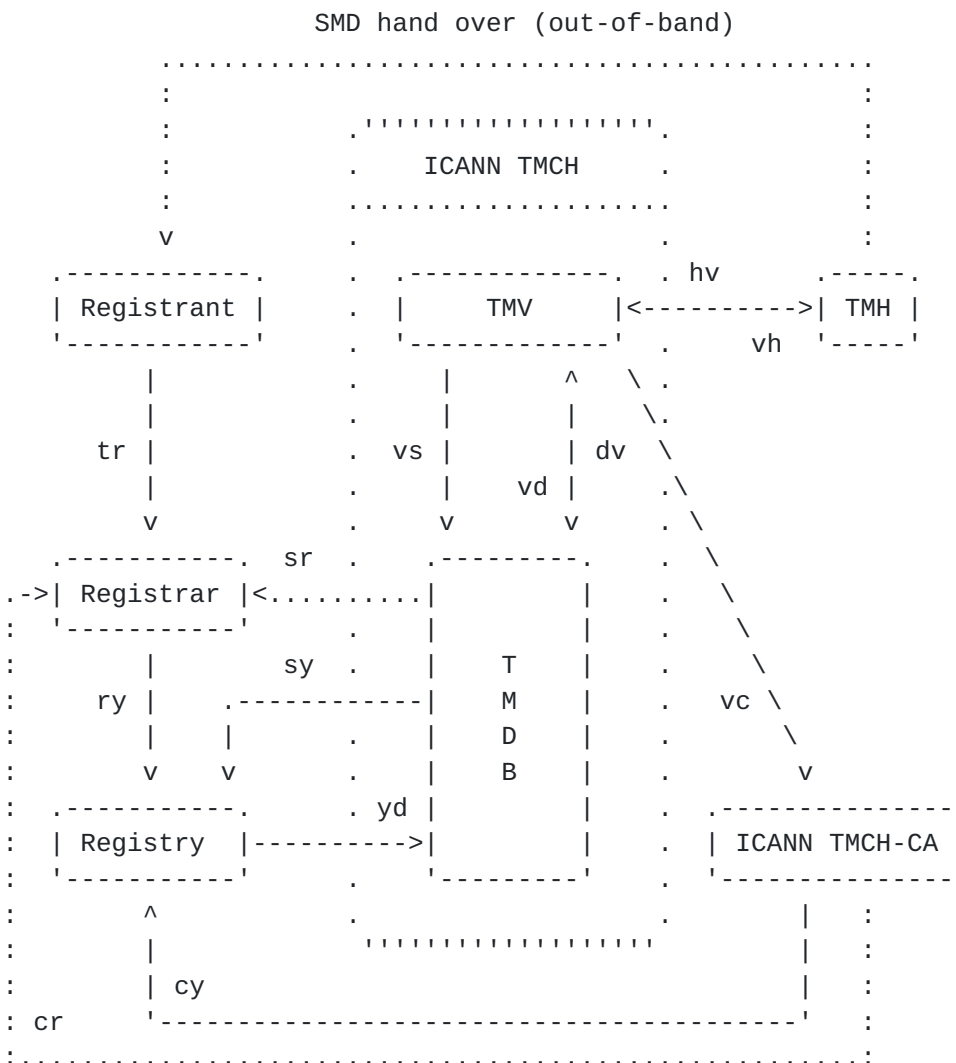 SMD hand over (out-of-band)
ICANN TMCH
hv
Registrant TMV TMH
vh
tr vs dv
vd
sr
Registrar
sy T
ry M vc
D
B
yd
Registry ICANN TMCH-CA
cy
cr